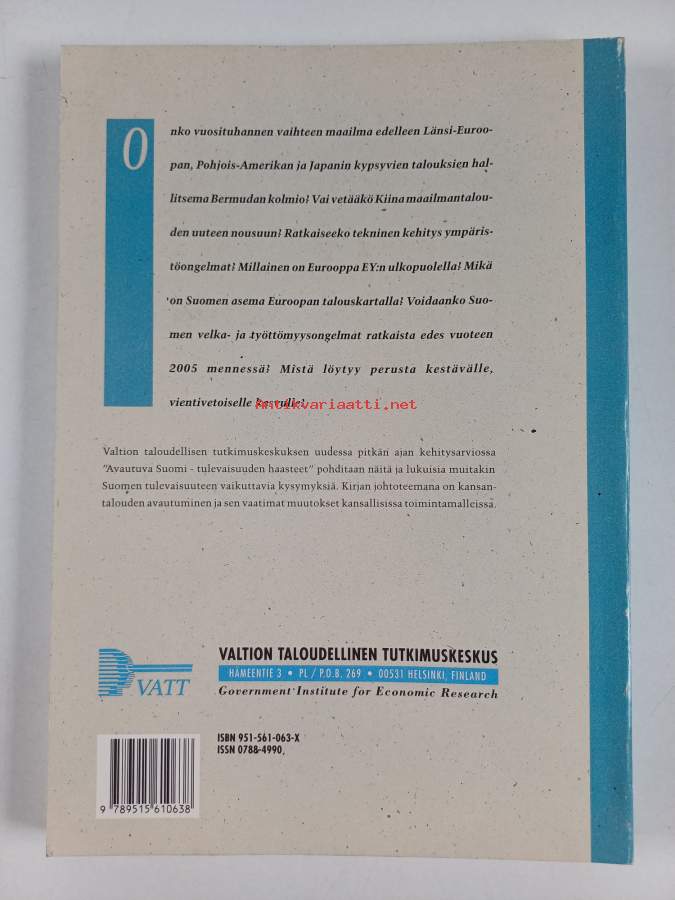 Onko vuosituhannen vaihteen maailma edelleen Länsi-Euroo-
pan, Pohjois-Amerikan ja Japanin kypsyvien talouksien hal-
litsema Bermudan kolmio? Vai vetääkö Kiina maailmantalou-
den uuteen nousuun? Ratkaiseeko tekninen kehitys ympäris-
töongelmat? Millainen on Eurooppa EY:n ulkopuolella? Mikä
on Suomen asema Euroopan talouskartalla? Voidaanko Suo-
men velka- ja työttömyysongelmat ratkaista edes vuoteen
2005 mennessä? Mistä löytyy perusta kestävälle,
vientivetoiselle kasvulle?
antikvariaatti.net
Valtion taloudellisen tutkimuskeskuksen uudessa pitkän ajan kehitysarviossa
"Avautuva Suomi - tulevaisuuden haasteet" pohditaan näitä ja lukuisia muitakin
Suomen tulevaisuuteen vaikuttavia kysymyksiä. Kirjan johtoteemana on kansan-
talouden avautuminen ja sen vaatimat muutokset kansallisissa toimintamalleissa.
VATT
VALTION TALOUDELLINEN TUTKIMUSKESKUS
HÄMEENTIE 3 • PL / P.O.B. 269 • 00531 HELSINKI, FINLAND
Government Institute for Economic Research
ISBN 951-561-063-X
ISSN 0788-4990
9 789515 610638